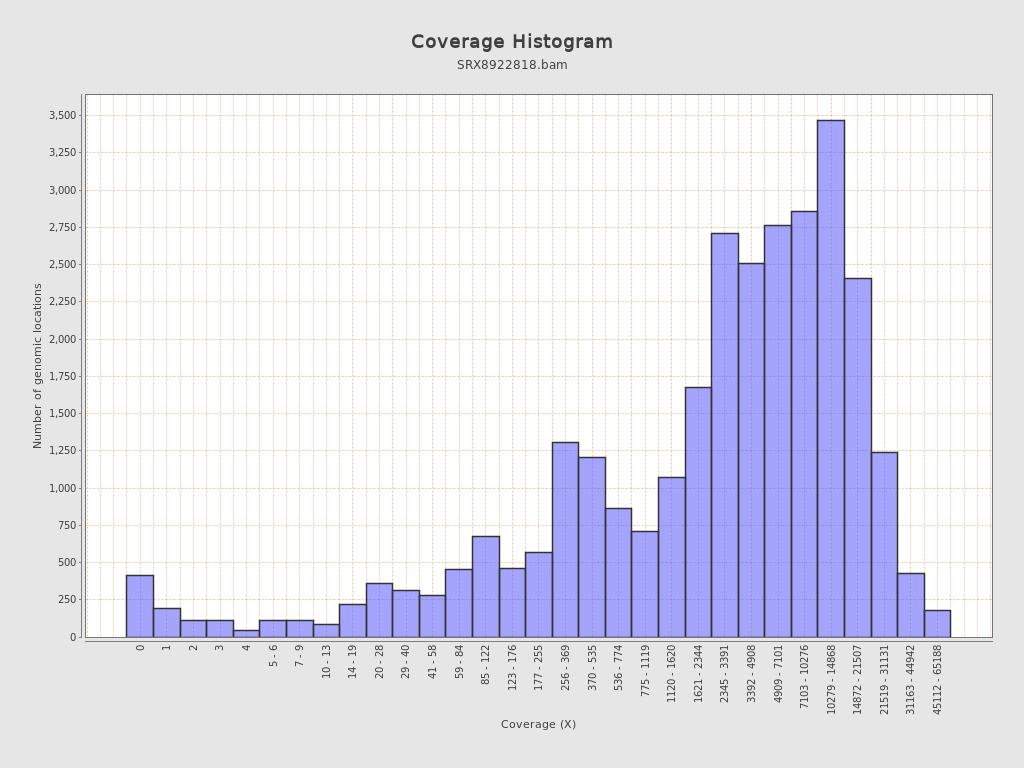 Coverage Histogram
SRX8922818.bam
Number of genomic locations
3,500
3,250
3,000
2,750
2,500
2,250
2,000
1,750
1,500
1,250
1,000
750
500
250
0
0
1
2
3
4
5 - 6
7 - 9
10 - 13
14 - 19
20 - 28
29 - 40
41 - 58
59 - 84
85 - 122
123 - 176
177 - 255
256 - 369
370 - 535
536 - 774
775 - 1119
1120 - 1620
1621 - 2344
2345 - 3391
3392 - 4908
4909 - 7101
7103 - 10276
10279 - 14868
14872 - 21507
21519 - 31131
31163 - 44942
45112 - 65188
Coverage (X)